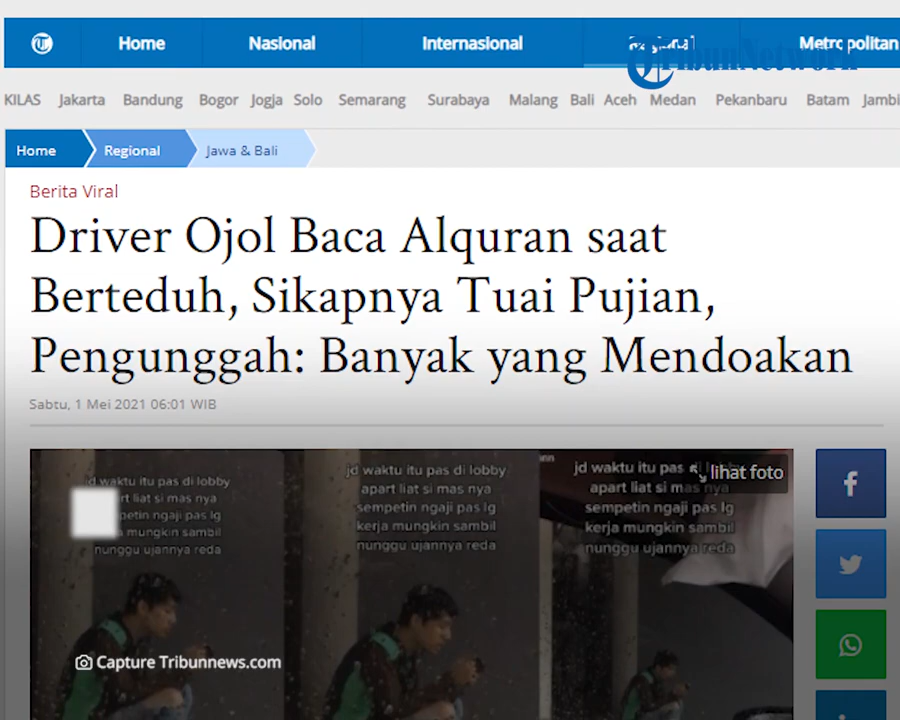 Home Nasional Internasional Regional Metropolitan
TribunNetwork
KILAS Jakarta Bandung Bogor Jogja Solo Semarang Surabaya Malang Bali Aceh Medan Pekanbaru Batam Jambi
Home Regional Jawa & Bali
Berita Viral
Driver Ojol Baca Alquran saat
Berteduh, Sikapnya Tuai Pujian,
Pengunggah: Banyak yang Mendoakan
Sabtu, 1 Mei 2021 06:01 WIB
lihat foto
d waktu itu pas di lobby
art liat si mas nya
petin ngaji pas lg
a mungkin sambil
nunggu ujannya reda
jd waktu itu pas di lobby
apart liat si mas nya
sempetin ngaji pas lg
kerja mungkin sambil
nunggu ujannya reda
jd waktu itu pas
apart liat si mas nya
sempetin ngaji pas lg
kerja mungkin sambil
nunggu ujannya reda
Capture Tribunnews.com